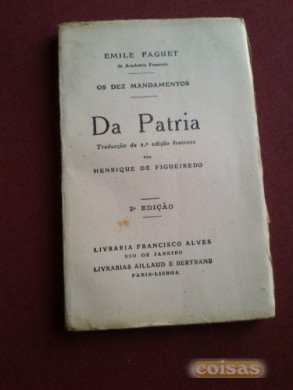 EMILE FAGUET
da Academia Franceza
OS DEZ MANDAMENTOS
Da Patria
Traducção da 2.ª edição franceza
POR
HENRIQUE DE FIGUEIREDO
2ª EDIÇÃO
LIVRARIA FRANCISCO ALVES
RIO DE JANEIRO
LIVRARIAS AILLAUD E BERTRAND
PARIS-LISBOA
coisas